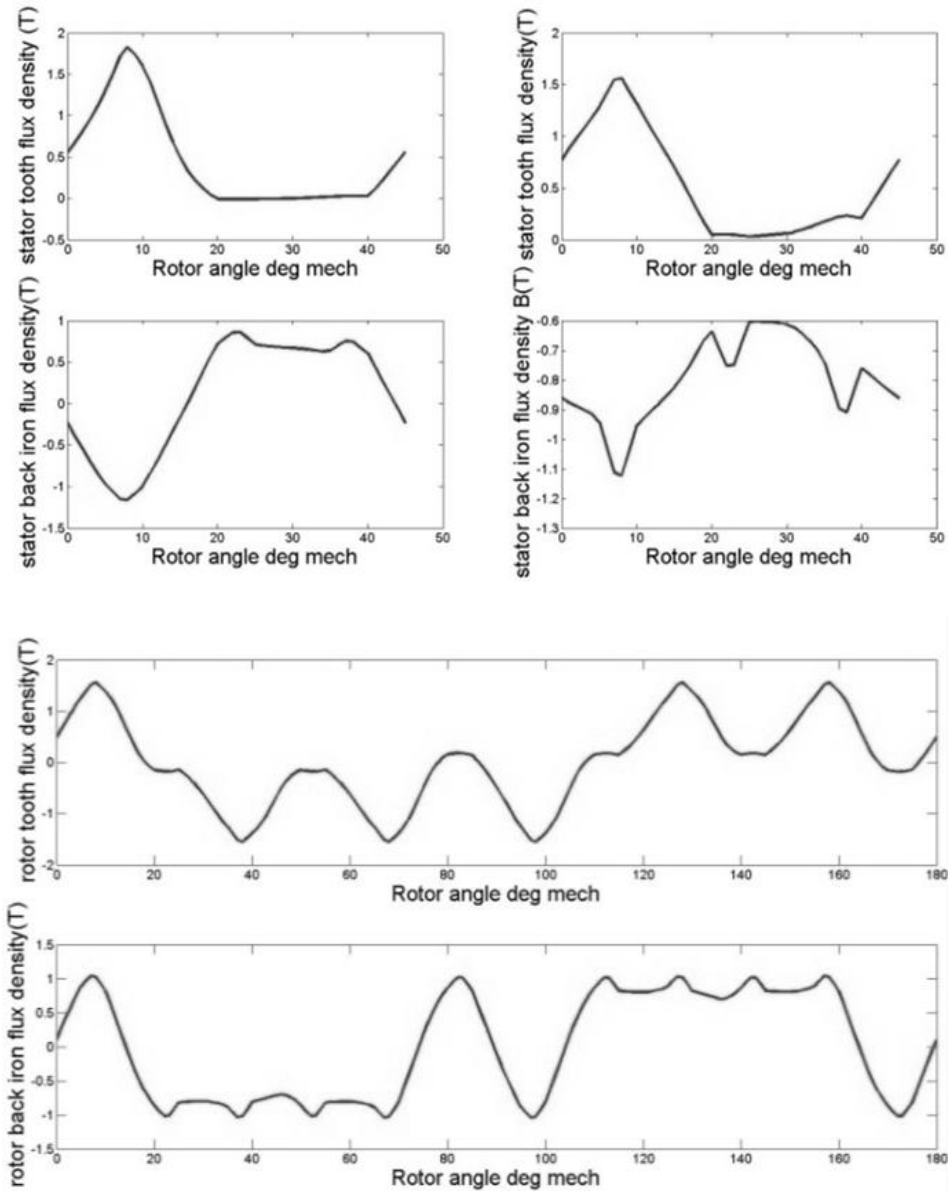 stator tooth flux density (T)
2
1.5
1
0.5
0
-0.5
0 10 20 30 40 50
Rotor angle deg mech
stator tooth flux density(T)
2
1.5
1
0.5
0
0 10 20 30 40 50
Rotor angle deg mech
stator back iron flux density(T)
1
0.5
0
-0.5
-1
-1.5
0 10 20 30 40 50
Rotor angle deg mech
stator back iron flux density B(T)
-0.6
-0.7
-0.8
-0.9
-1
-1.1
-1.2
-1.3
0 10 20 30 40 50
Rotor angle deg mech
rotor tooth flux density(T)
2
1
0
-1
-2
0 20 40 60 80 100 120 140 160 180
Rotor angle deg mech
rotor back iron flux density(T)
1.5
1
0.5
0
-0.5
-1
-1.5
0 20 40 60 80 100 120 140 160 180
Rotor angle deg mech